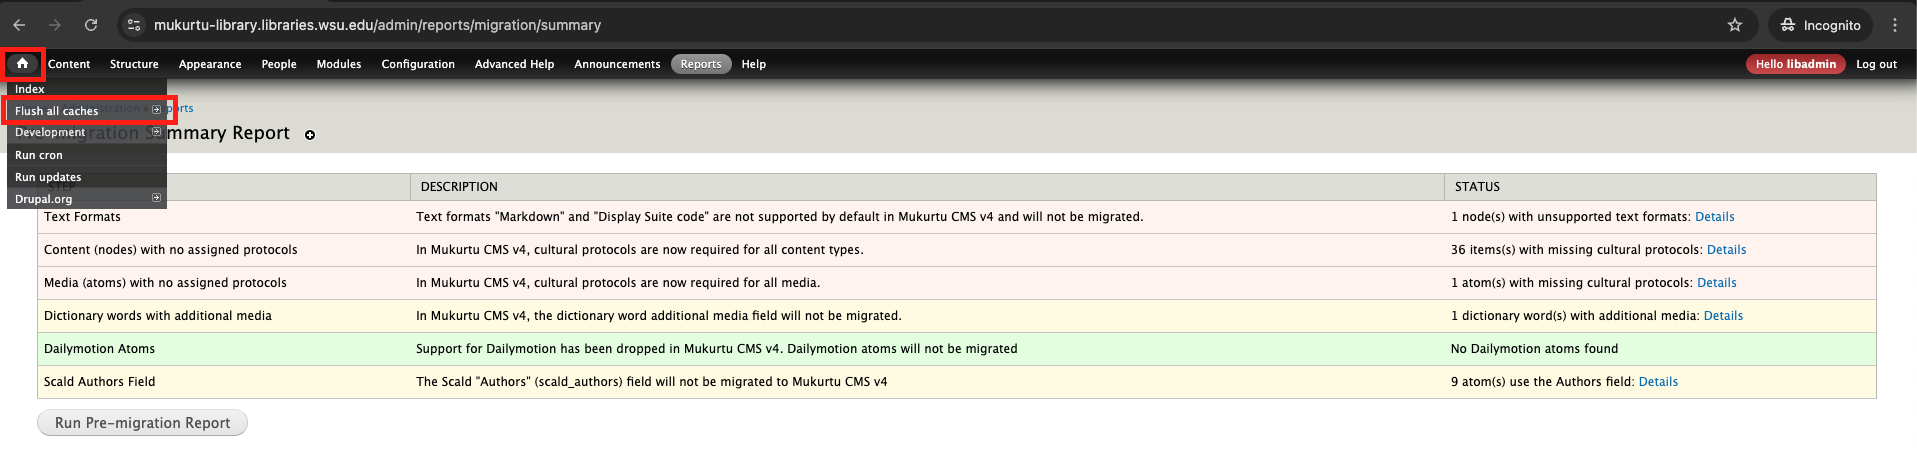 mukurtu-library.libraries.wsu.edu/admin/reports/migration/summary
Incognito
Content Structure Appearance People Modules Configuration Advanced Help Announcements Reports Help
Hello libadmin Log out
Index
Flush all caches
Development
Run cron
Run updates
Drupal.org
Summary Report
DESCRIPTION STATUS
Text Formats Text formats "Markdown" and "Display Suite code" are not supported by default in Mukurtu CMS v4 and will not be migrated. 1 node(s) with unsupported text formats: Details
Content (nodes) with no assigned protocols In Mukurtu CMS v4, cultural protocols are now required for all content types. 36 items(s) with missing cultural protocols: Details
Media (atoms) with no assigned protocols In Mukurtu CMS v4, cultural protocols are now required for all media. 1 atom(s) with missing cultural protocols: Details
Dictionary words with additional media In Mukurtu CMS v4, the dictionary word additional media field will not be migrated. 1 dictionary word(s) with additional media: Details
Dailymotion Atoms Support for Dailymotion has been dropped in Mukurtu CMS v4. Dailymotion atoms will not be migrated No Dailymotion atoms found
Scald Authors Field The Scald "Authors" (scald_authors) field will not be migrated to Mukurtu CMS v4 9 atom(s) use the Authors field: Details
Run Pre-migration Report